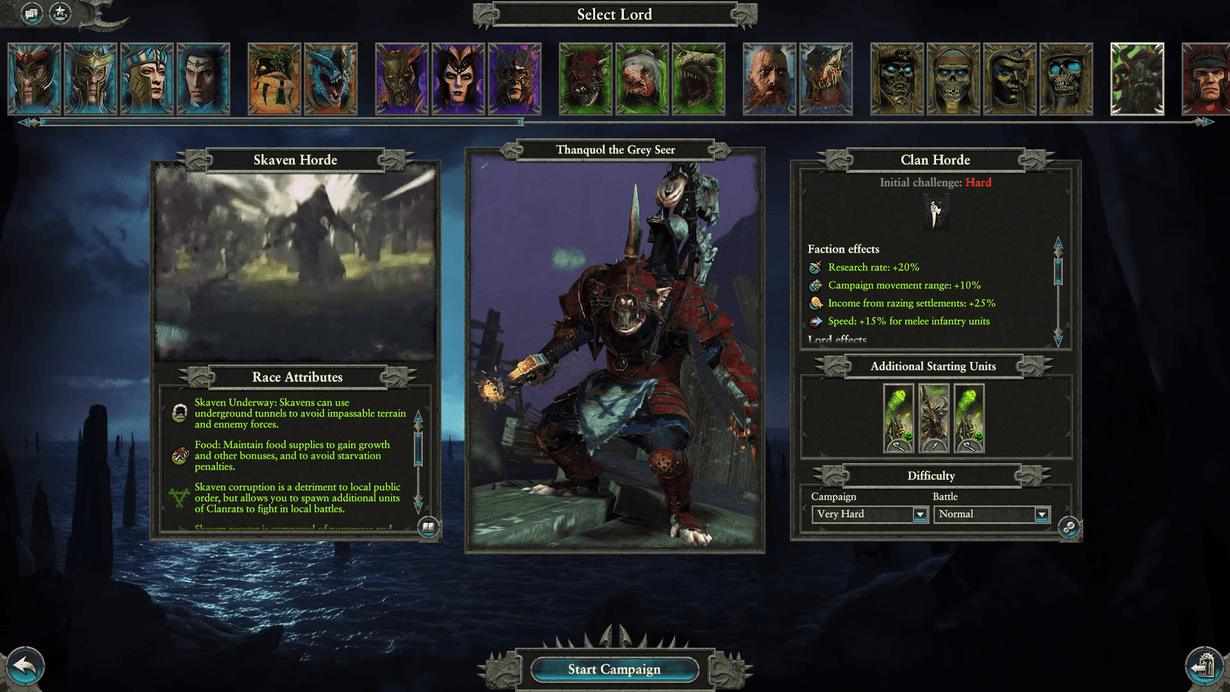 Select Lord
Skaven Horde
Race Attributes
Skaven Underway: Skavens can use
underground tunnels to avoid impassable terrain
and ennemy forces.
Food: Maintain food supplies to gain growth
and other bonuses, and to avoid starvation
penalties.
Skaven corruption is a detriment to local public
order, but allows you to spawn additional units
of Clanrats to fight in local battles.
Thanquol the Grey Seer
Clan Horde
Initial challenge: Hard
Faction effects
Research rate: +20%
Campaign movement range: +10%
Income from razing settlements: +25%
Speed: +15% for melee infantry units
Lord effects
Additional Starting Units
Difficulty
Campaign
Battle
Very Hard
Normal
Start Campaign